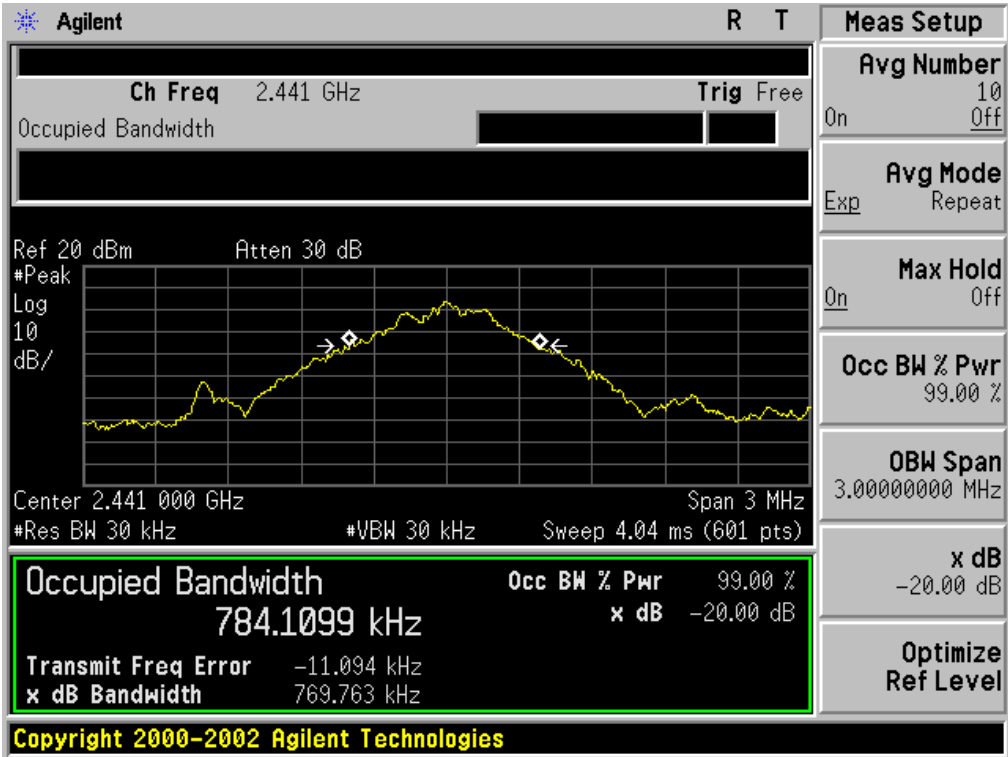 Agilent R T
Ch Freq 2.441 GHz Trig Free
Occupied Bandwidth
Ref 20 dBm Atten 30 dB
#Peak
Log
10
dB/
Center 2.441 000 GHz Span 3 MHz
#Res BW 30 kHz #VBW 30 kHz Sweep 4.04 ms (601 pts)
Occupied Bandwidth
784.1099 kHz
Occ BW % Pwr 99.00 %
x dB -20.00 dB
Transmit Freq Error -11.094 kHz
x dB Bandwidth 769.763 kHz
Copyright 2000-2002 Agilent Technologies
Meas Setup
Avg Number
10
On Off
Avg Mode
Exp Repeat
Max Hold
On Off
Occ BW % Pwr
99.00 %
OBW Span
3.00000000 MHz
x dB
-20.00 dB
Optimize
Ref Level